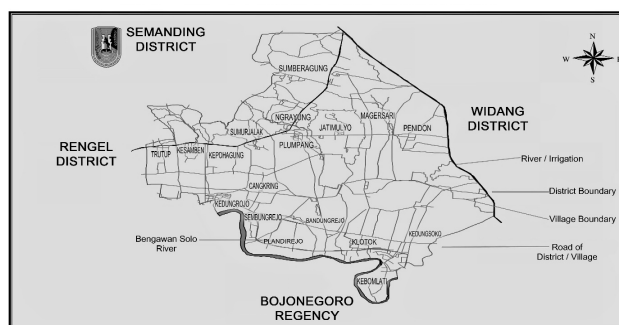 SEMANDING
DISTRICT
N
W
E
S
SUMBERAGUNG
WIDANG
DISTRICT
NGRAYUNG
MAGERSARI
SUMURJALAK
JATIMULYO
PENIDON
RENGEL
DISTRICT
TRUTUP
KESAMBEN
KEPOHAGUNG
PLUMPANG
River / Irrigation
CANGKRING
District Boundary
KEDUNGROJO
SEMBUNGREJO
BANDUNGREJO
Village Boundary
Bengawan Solo
River
PLANDIREJO
KLOTOK
KEDUNGSOKO
Road of
District / Village
KEBOMLATI
BOJONEGORO
REGENCY